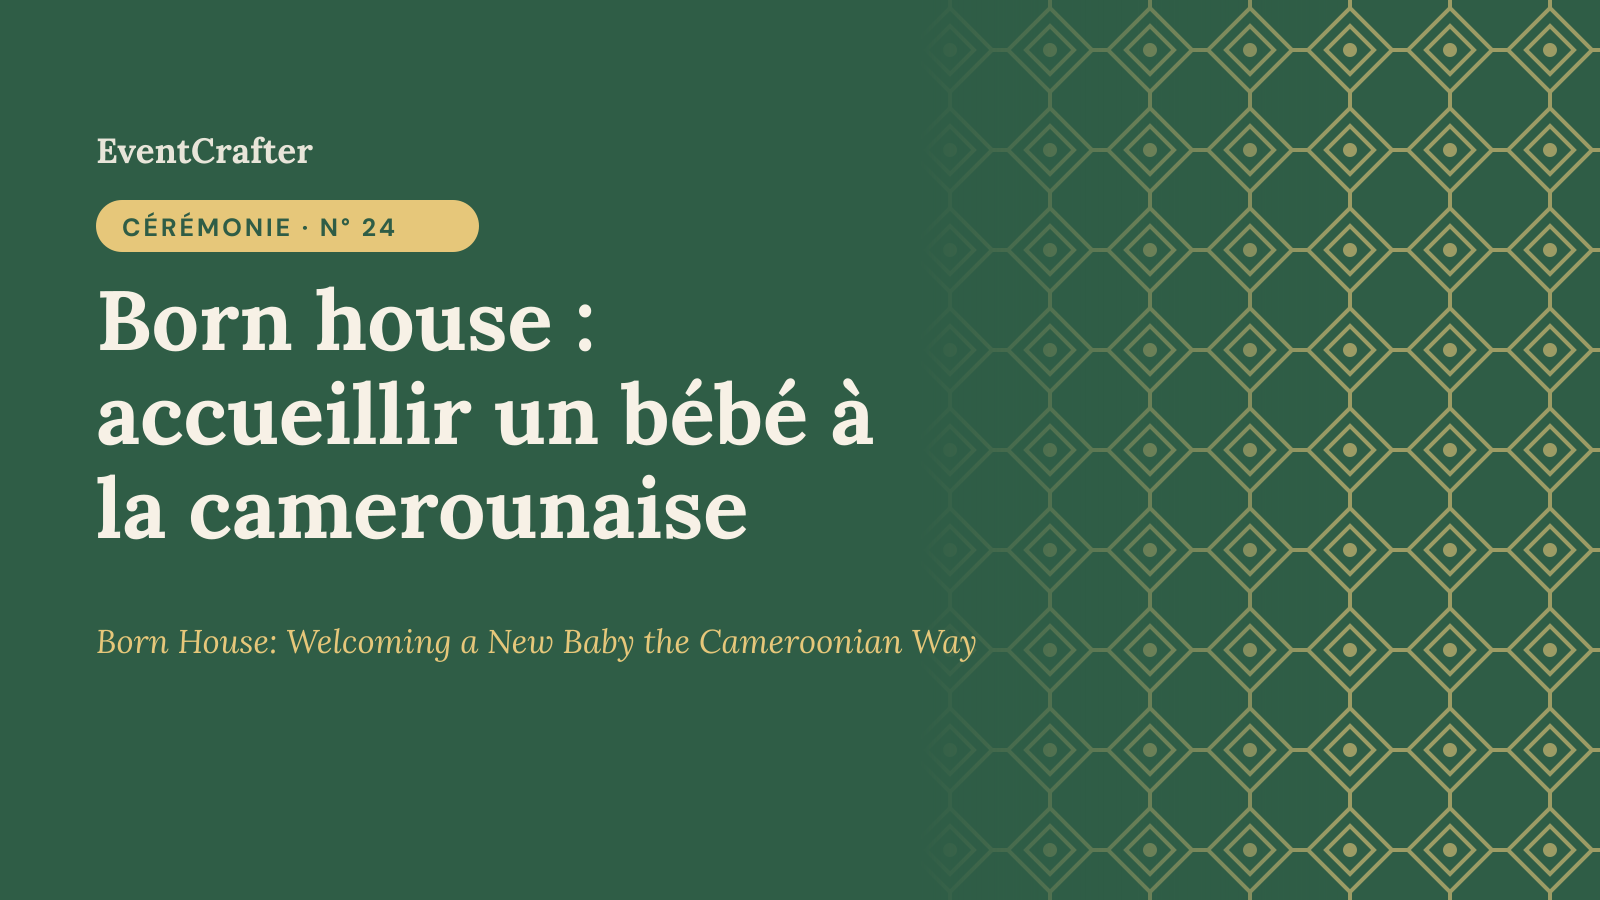 EventCrafter
CÉRÉMONIE · N° 24
Born house :
accueillir un bébé à
la camerounaise
Born House: Welcoming a New Baby the Cameroonian Way